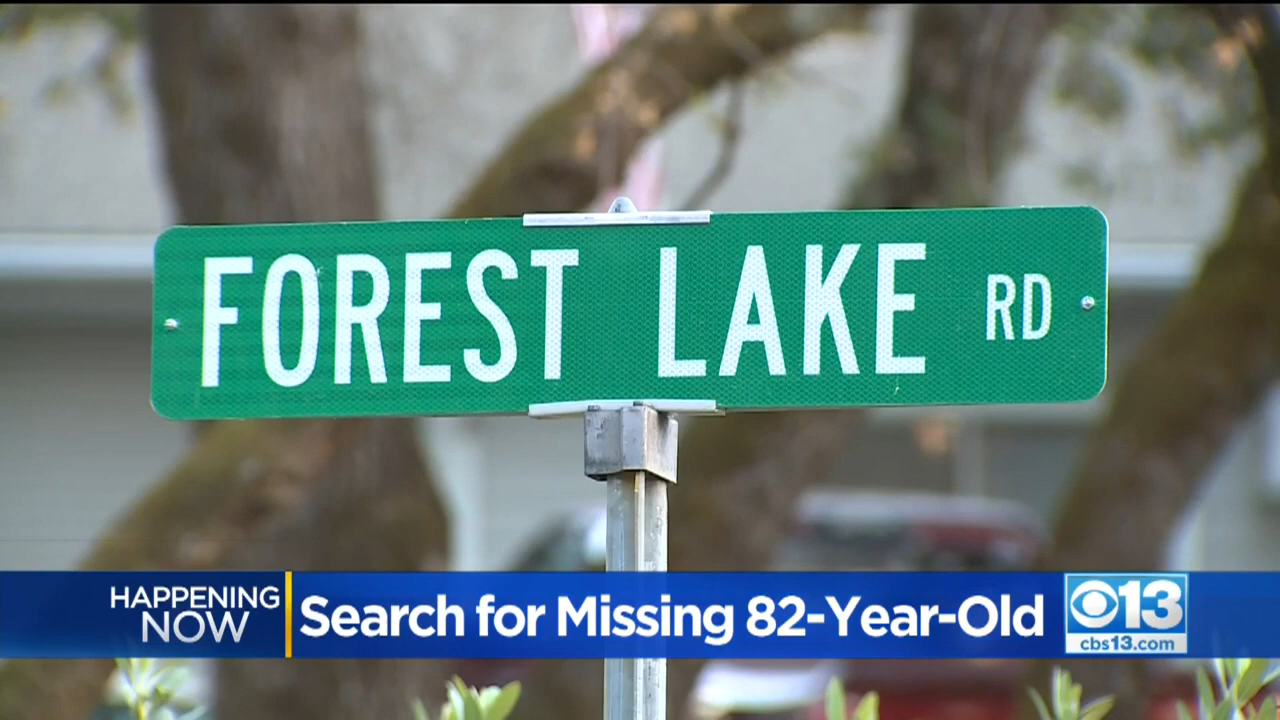 FOREST LAKE RD
HAPPENING
NOW
Search for Missing 82-Year-Old
13
cbs13.com